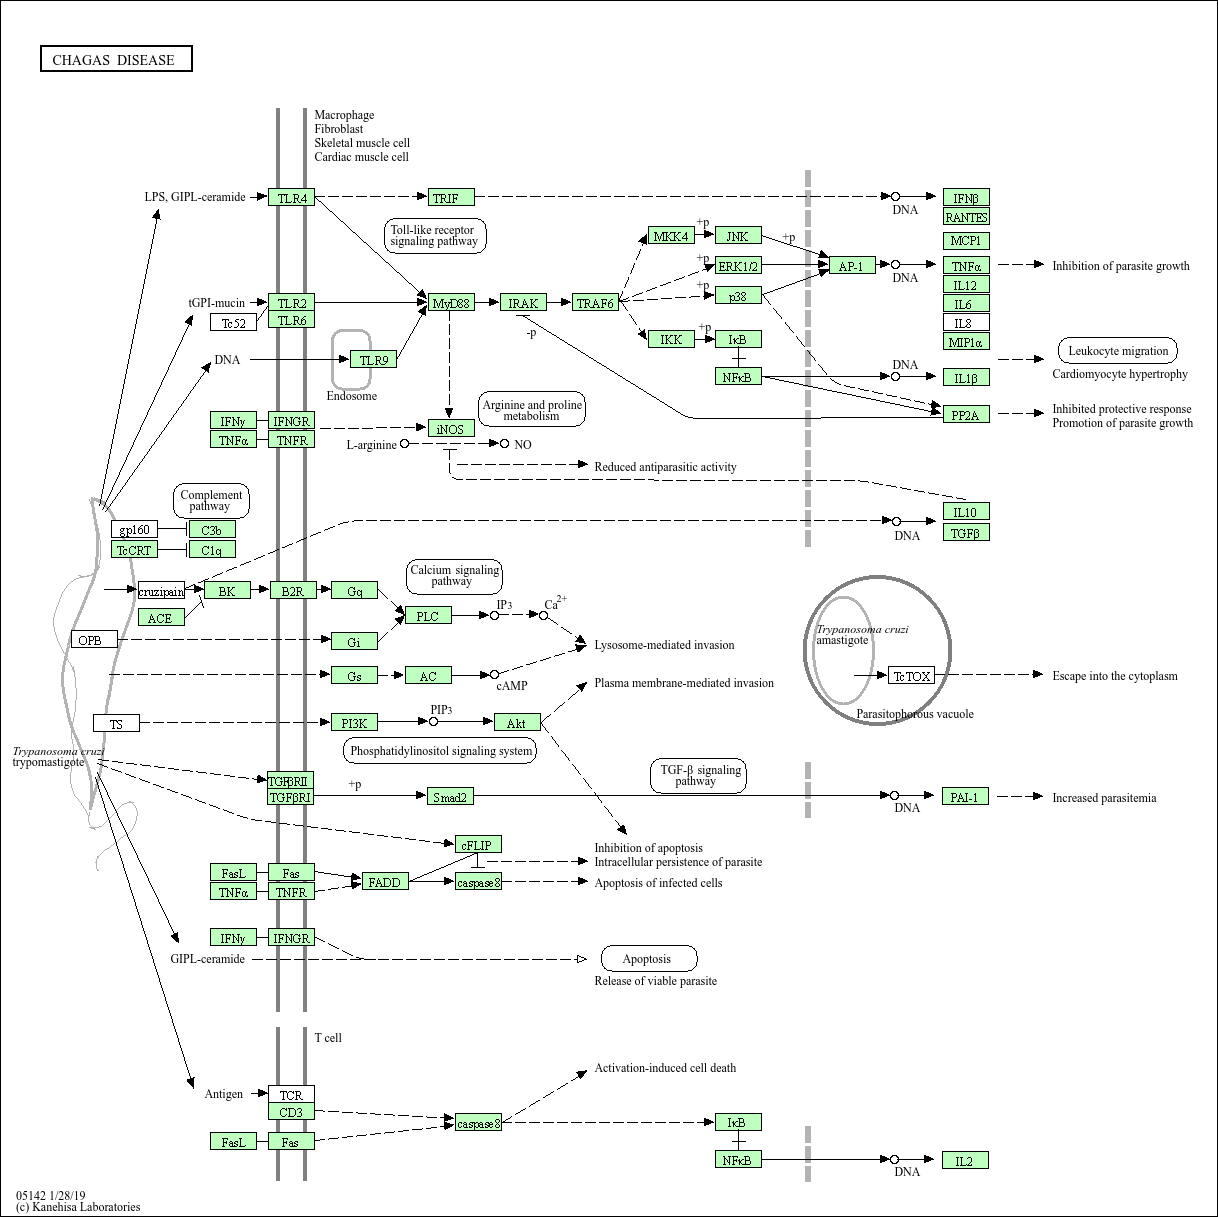 CHAGAS DISEASE
Macrophage
Fibroblast
Skeletal muscle cell
Cardiac muscle cell
LPS, GIPL-ceramide
TLR4
TRIF
DNA
IFNβ
RANTES
Toll-like receptor
signaling pathway
MKK4
+p
JNK
+p
MCP1
+p
ERK1/2
AP-1
DNA
TNFα
Inhibition of parasite growth
IL12
tGPI-mucin
TLR2
MyD88
IRAK
TRAF6
+p
p38
IL6
Tc52
TLR6
IL8
-p
IKK
+p
IκB
MIP1α
DNA
TLR9
Endosome
Leukocyte migration
Cardiomyocyte hypertrophy
NFκB
DNA
IL1β
IFNγ
IFNGR
TNFα
TNFR
Arginine and proline
metabolism
iNOS
PP2A
Inhibited protective response
Promotion of parasite growth
L-arginine
NO
Reduced antiparasitic activity
Complement
pathway
gp160
C3b
TcCRT
C1q
DNA
IL10
TGFβ
Calcium signaling
pathway
cruzipain
BK
B2R
Gq
ACE
PLC
IP3
Ca2+
OPB
Gi
Lysosome-mediated invasion
Trypanosoma cruzi
amastigote
Gs
AC
cAMP
TcTOX
Escape into the cytoplasm
Plasma membrane-mediated invasion
Parasitophorous vacuole
TS
PI3K
PIP3
Akt
Phosphatidylinositol signaling system
Trypanosoma cruzi
trypomastigote
TGFβRII
TGFβRI
+p
Smad2
TGF-β signaling
pathway
DNA
PAI-1
Increased parasitemia
cFLIP
Inhibition of apoptosis
Intracellular persistence of parasite
FasL
Fas
TNFα
TNFR
FADD
caspase8
Apoptosis of infected cells
IFNγ
IFNGR
GIPL-ceramide
Apoptosis
Release of viable parasite
T cell
Activation-induced cell death
Antigen
TCR
CD3
caspase8
IκB
FasL
Fas
NFκB
DNA
IL2
05142 1/28/19
(c) Kanehisa Laboratories